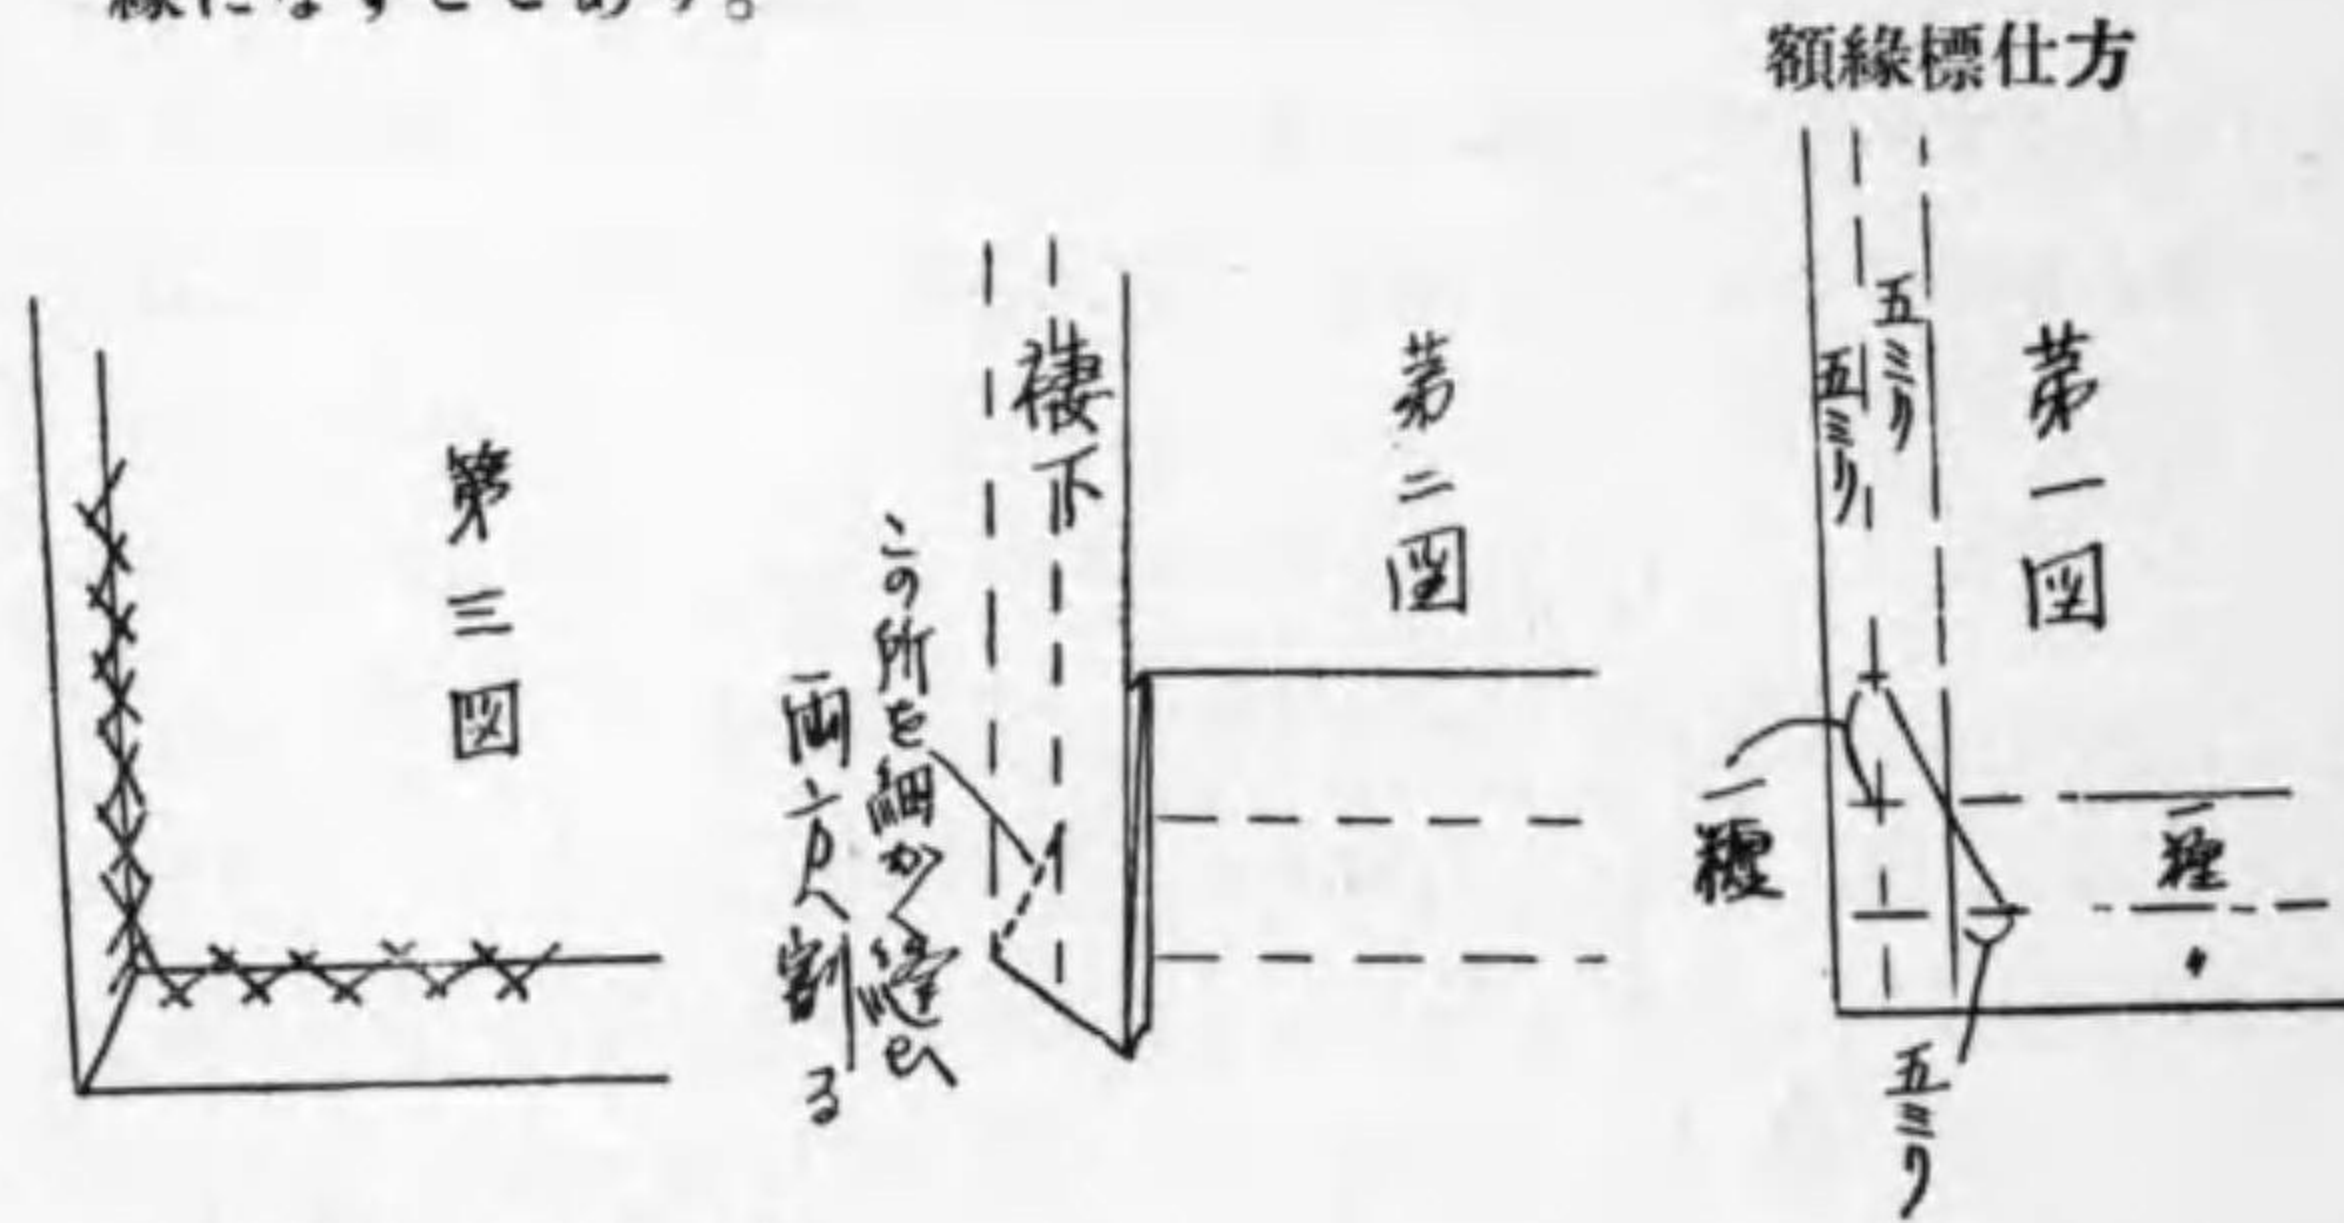 額縁標仕方
第一図
五ミリ
五ミリ
一糎
一糎
五ミリ
第二図
褄下
この所を細かく縫ひ
両方へ割る
第三図